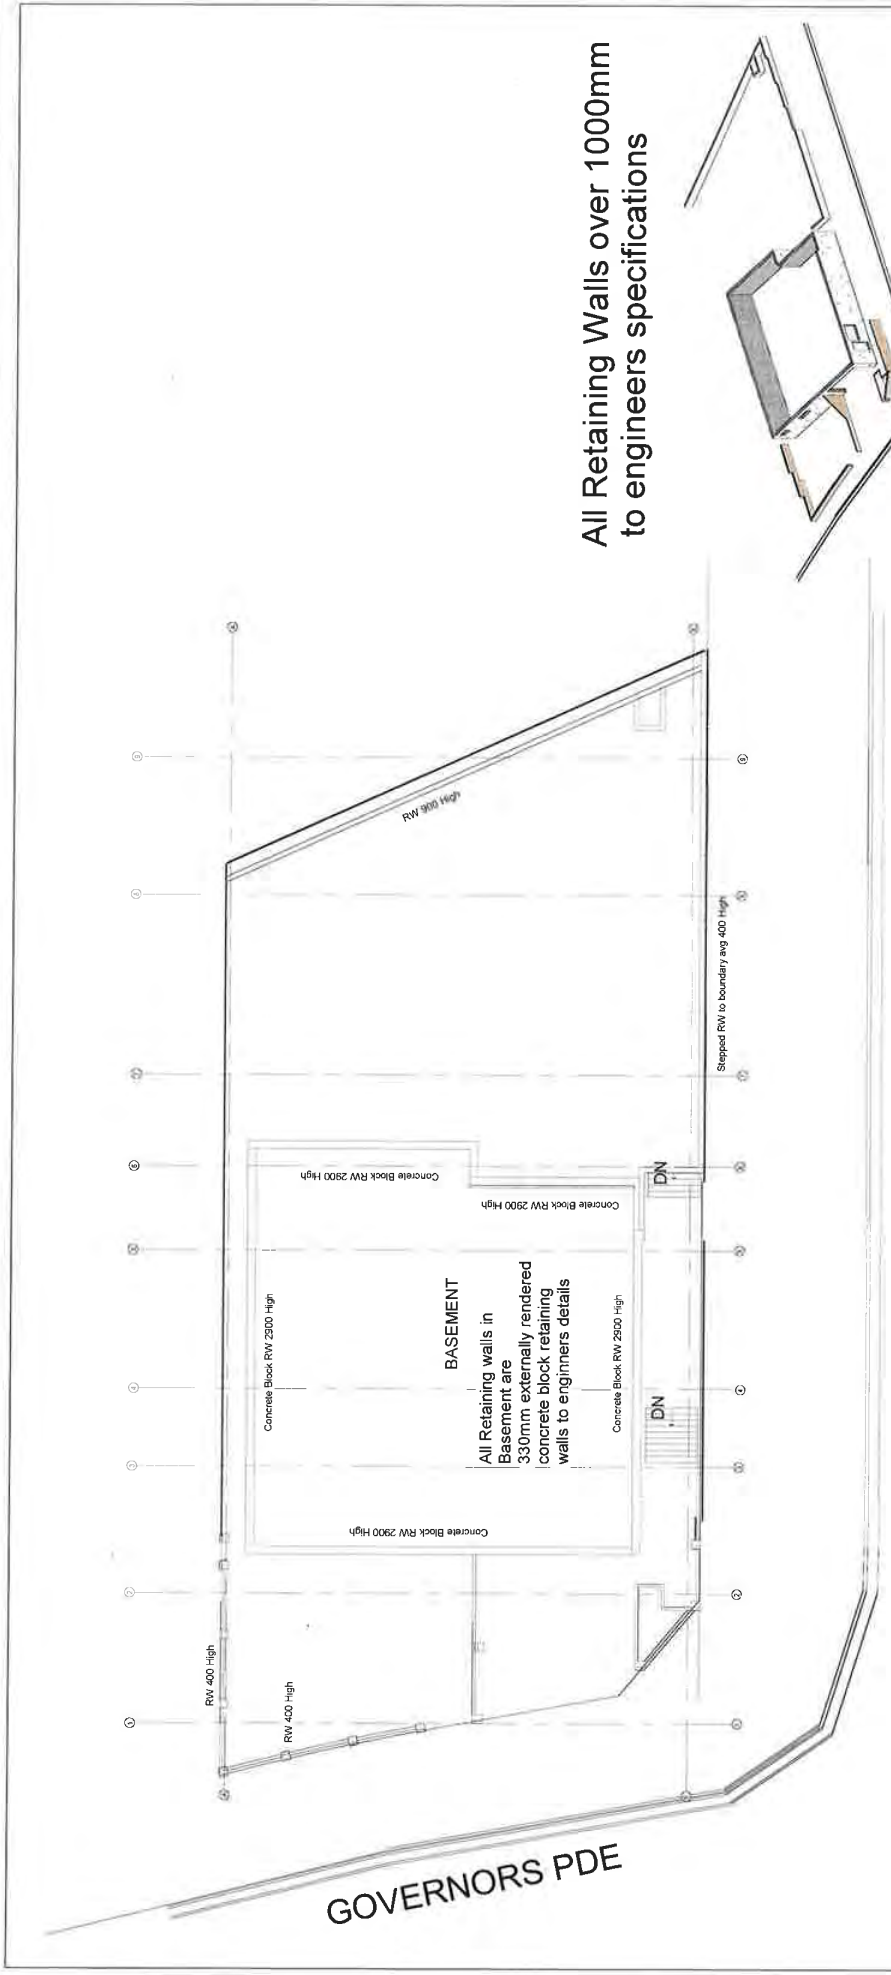 All Retaining Walls over 1000mm
to engineers specifications
RW 900 High
Stepped RW to boundary avg 400 High
Concrete Block RW 2900 High
Concrete Block RW 2900 High
Concrete Block RW 2900 High
BASEMENT
All Retaining walls in
Basement are
330mm externally rendered
concrete block retaining
walls to enginners details
Concrete Block RW 2900 High
Concrete Block RW 2900 High
DN
DN
RW 400 High
RW 400 High
GOVERNORS PDE